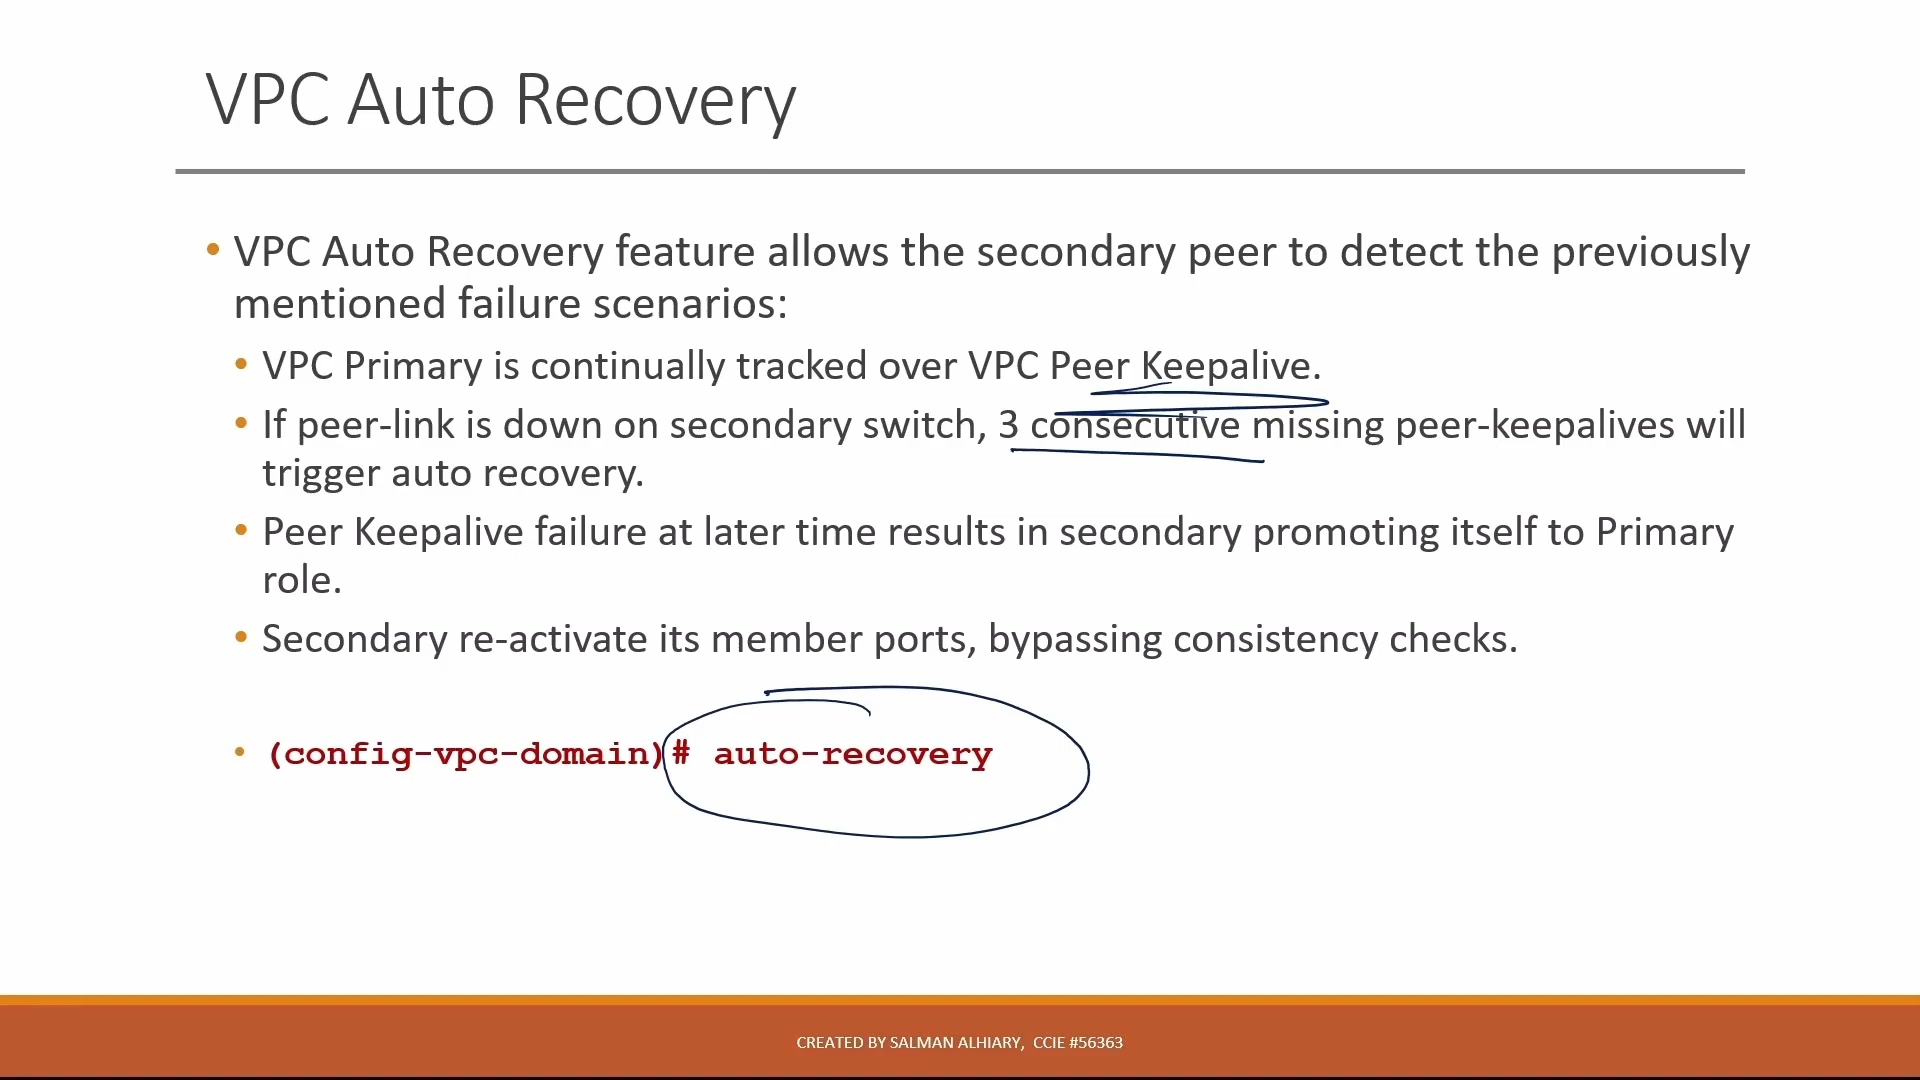 VPC Auto Recovery
• VPC Auto Recovery feature allows the secondary peer to detect the previously
mentioned failure scenarios:
• VPC Primary is continually tracked over VPC Peer Keepalive.
• If peer-link is down on secondary switch, 3 consecutive missing peer-keepalives will
trigger auto recovery.
• Peer Keepalive failure at later time results in secondary promoting itself to Primary
role.
• Secondary re-activate its member ports, bypassing consistency checks.
• (config-vpc-domain)# auto-recovery
CREATED BY SALMAN ALHIARY, CCIE #56363